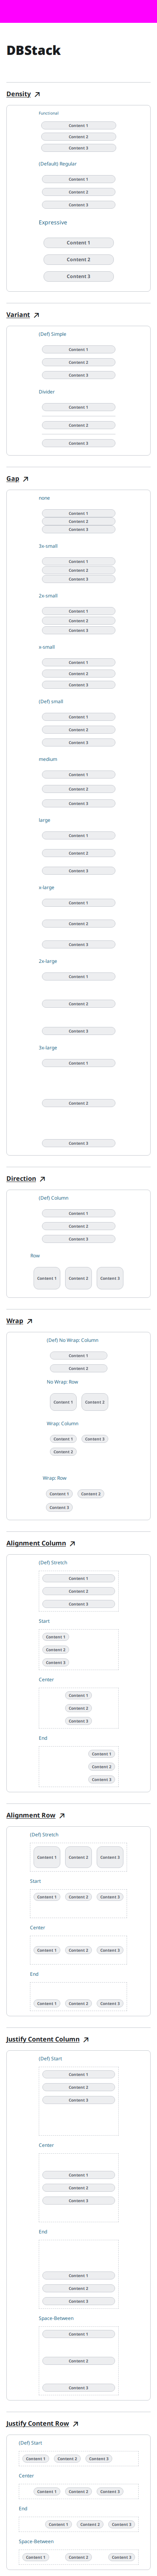 DBStack
Density
Functional
Content 1
Content 2
Content 3
(Default) Regular
Content 1
Content 2
Content 3
Expressive
Content 1
Content 2
Content 3
Variant
(Def) Simple
Content 1
Content 2
Content 3
Divider
Content 1
Content 2
Content 3
Gap
none
Content 1
Content 2
Content 3
3x-small
Content 1
Content 2
Content 3
2x-small
Content 1
Content 2
Content 3
x-small
Content 1
Content 2
Content 3
(Def) small
Content 1
Content 2
Content 3
medium
Content 1
Content 2
Content 3
large
Content 1
Content 2
Content 3
x-large
Content 1
Content 2
Content 3
2x-large
Content 1
Content 2
Content 3
3x-large
Content 1
Content 2
Content 3
Direction
(Def) Column
Content 1
Content 2
Content 3
Row
Content 1 Content 2 Content 3
Wrap
(Def) No Wrap: Column
Content 1
Content 2
No Wrap: Row
Content 1 Content 2
Wrap: Column
Content 1 Content 3
Content 2
Wrap: Row
Content 1 Content 2
Content 3
Alignment Column
(Def) Stretch
Content 1
Content 2
Content 3
Start
Content 1
Content 2
Content 3
Center
Content 1
Content 2
Content 3
End
Content 1
Content 2
Content 3
Alignment Row
(Def) Stretch
Content 1 Content 2 Content 3
Start
Content 1 Content 2 Content 3
Center
Content 1 Content 2 Content 3
End
Content 1 Content 2 Content 3
Justify Content Column
(Def) Start
Content 1
Content 2
Content 3
Center
Content 1
Content 2
Content 3
End
Content 1
Content 2
Content 3
Space-Between
Content 1
Content 2
Content 3
Justify Content Row
(Def) Start
Content 1 Content 2 Content 3
Center
Content 1 Content 2 Content 3
End
Content 1 Content 2 Content 3
Space-Between
Content 1 Content 2 Content 3